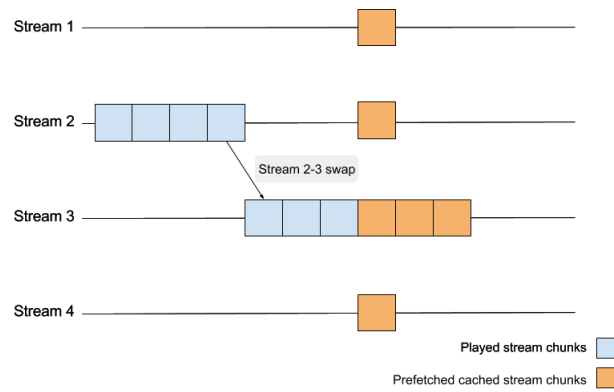 Stream 1
Stream 2
Stream 2-3 swap
Stream 3
Stream 4
Played stream chunks
Prefetched cached stream chunks